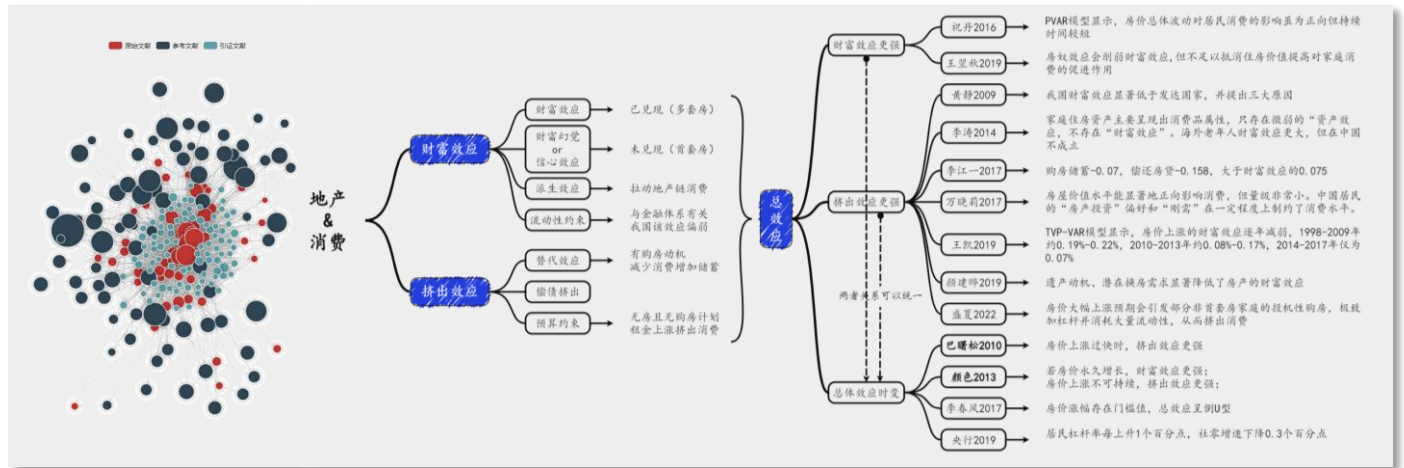 原始文献 参考文献 引证文献
地产
&
消费
财富效应
财富效应
已兑现（多套房）
财富幻觉
or
信心效应
未兑现（首套房）
派生效应
拉动地产链消费
流动性约束
与金融体系有关
我国该效应偏弱
挤出效应
替代效应
有购房动机
减少消费增加储蓄
偿债挤出
预算约束
无房且无购房计划
租金上涨挤出消费
总效应
财富效应更强
祝丹2016
PVAR模型显示，房价总体波动对居民消费的影响虽为正向但持续
时间较短
王翌秋2019
房奴效应会削弱财富效应,但不足以抵消住房价值提高对家庭消
费的促进作用
挤出效应更强
黄静2009
我国财富效应显著低于发达国家，并提出三大原因
李涛2014
家庭住房资产主要呈现出消费品属性，只存在微弱的“资产效
应，不存在“财富效应”。海外老年人财富效应更大，但在中国
不成立
李江一2017
购房储蓄-0.07，偿还房贷-0.158，大于财富效应的0.075
万晓莉2017
房屋价值水平能显著地正向影响消费，但量级非常小。中国居民
的“房产投资”偏好和“刚需”在一定程度上制约了消费水平。
王凯2019
TVP-VAR模型显示，房价上涨的财富效应逐年减弱，1998-2009年
约0.19%-0.22%，2010-2013年约0.08%-0.17%，2014-2017年仅为
0.07%
颜建晔2019
遗产动机、潜在换房需求显著降低了房产的财富效应
盛夏2022
房价大幅上涨预期会引发部分非首套房家庭的投机性购房，极致
加杠杆并消耗大量流动性，从而挤出消费
两者关系可以统一
总体效应时变
巴曙松2010
房价上涨过快时，挤出效应更强
颜色2013
若房价永久增长，财富效应更强；
房价上涨不可持续，挤出效应更强；
李春风2017
房价涨幅存在门槛值，总效应呈倒U型
央行2019
居民杠杆率每上升1个百分点，社零增速下降0.3个百分点